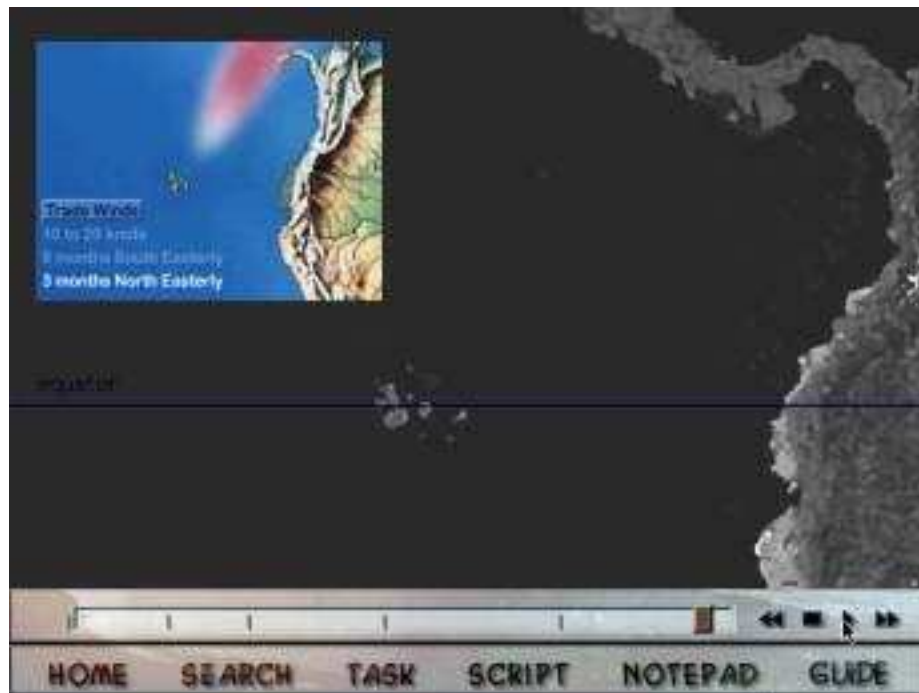 Trade Winds
10 to 20 knots
9 months South Easterly
3 months North Easterly
equator
HOME SEARCH TASK SCRIPT NOTEPAD GUIDE